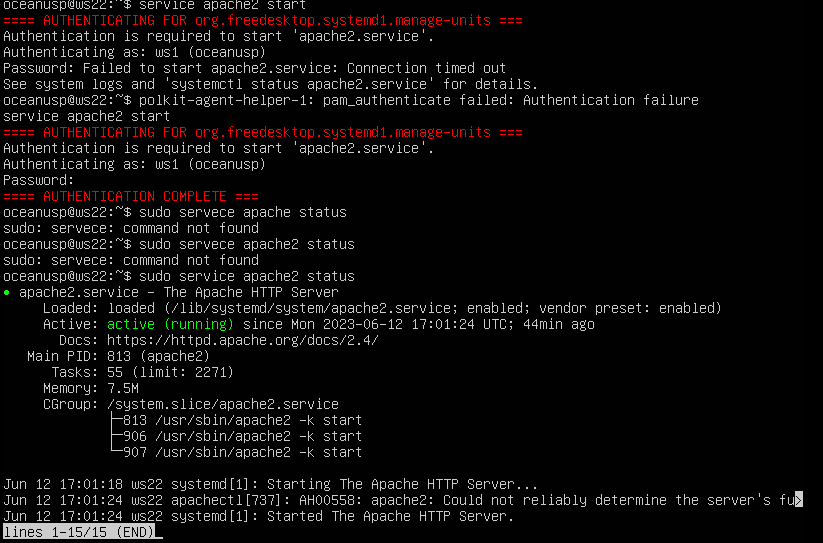 oceanusp@ws22:~$ service apache2 start
==== AUTHENTICATING FOR org.freedesktop.systemd1.manage-units ===
Authentication is required to start 'apache2.service'.
Authenticating as: ws1 (oceanusp)
Password: Failed to start apache2.service: Connection timed out
See system logs and 'systemctl status apache2.service' for details.
oceanusp@ws22:~$ polkit-agent-helper-1: pam_authenticate failed: Authentication failure
service apache2 start
==== AUTHENTICATING FOR org.freedesktop.systemd1.manage-units ===
Authentication is required to start 'apache2.service'.
Authenticating as: ws1 (oceanusp)
Password:
==== AUTHENTICATION COMPLETE ===
oceanusp@ws22:~$ sudo servece apache status
sudo: servece: command not found
oceanusp@ws22:~$ sudo servece apache2 status
sudo: servece: command not found
oceanusp@ws22:~$ sudo service apache2 status
● apache2.service - The Apache HTTP Server
Loaded: loaded (/lib/systemd/system/apache2.service; enabled; vendor preset: enabled)
Active: active (running) since Mon 2023-06-12 17:01:24 UTC; 44min ago
Docs: https://httpd.apache.org/docs/2.4/
Main PID: 813 (apache2)
Tasks: 55 (limit: 2271)
Memory: 7.5M
CGroup: /system.slice/apache2.service
├─813 /usr/sbin/apache2 -k start
├─906 /usr/sbin/apache2 -k start
└─907 /usr/sbin/apache2 -k start
Jun 12 17:01:18 ws22 systemd[1]: Starting The Apache HTTP Server...
Jun 12 17:01:24 ws22 apachectl[737]: AH00558: apache2: Could not reliably determine the server's fu>
Jun 12 17:01:24 ws22 systemd[1]: Started The Apache HTTP Server.
lines 1-15/15 (END)